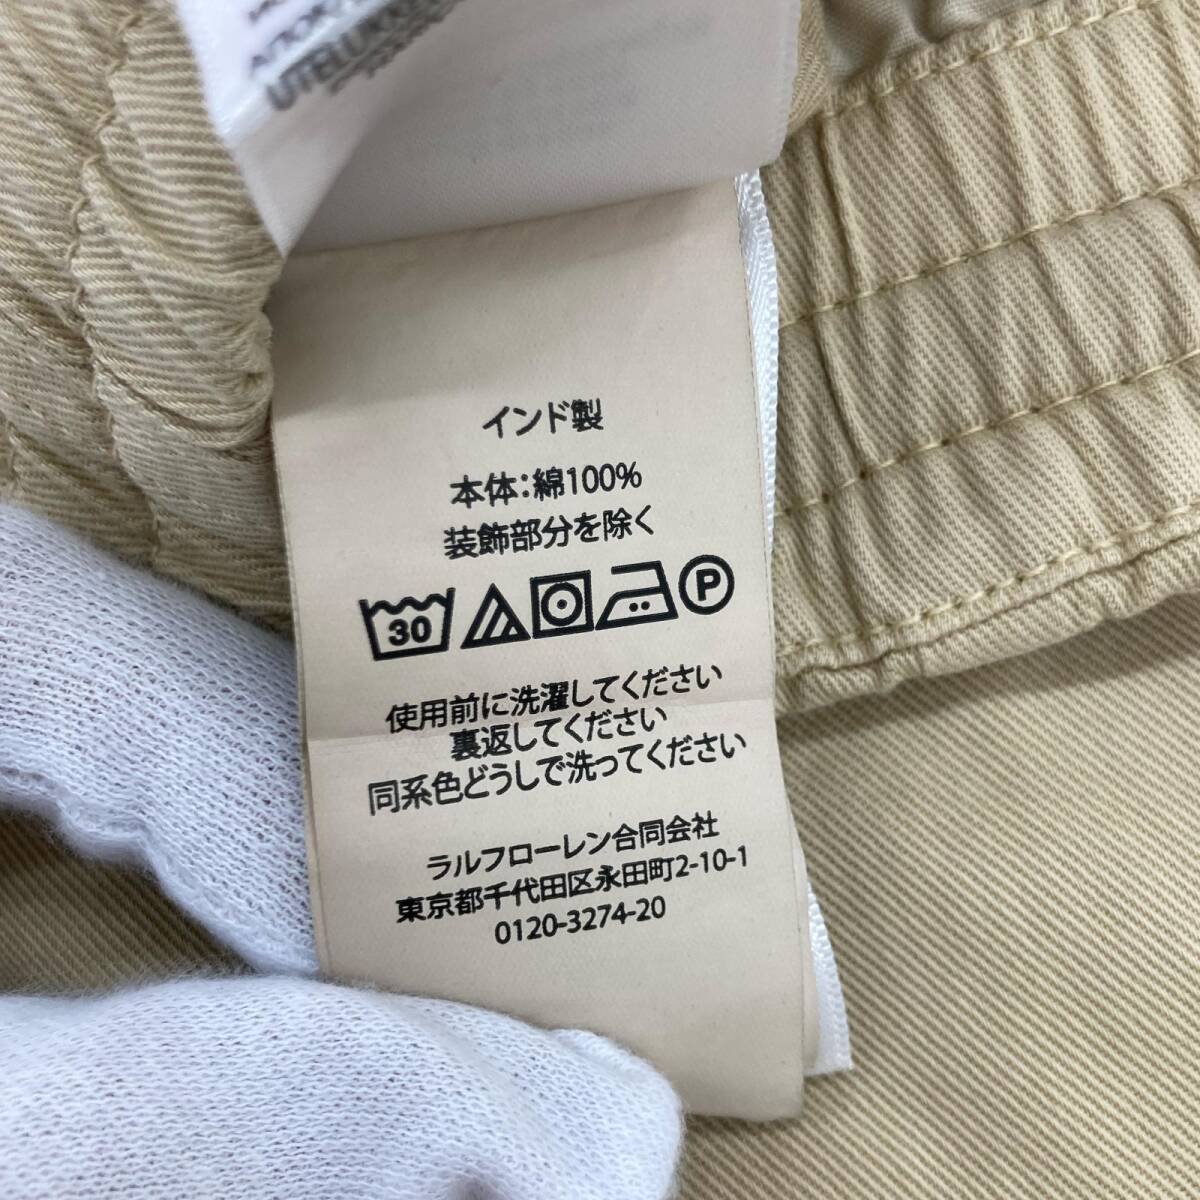 インド製
本体:綿100%
装飾部分を除く
30 P
使用前に洗濯してください
裏返してください
同系色どうしで洗ってください
ラルフローレン合同会社
東京都千代田区永田町2-10-1
0120-3274-20